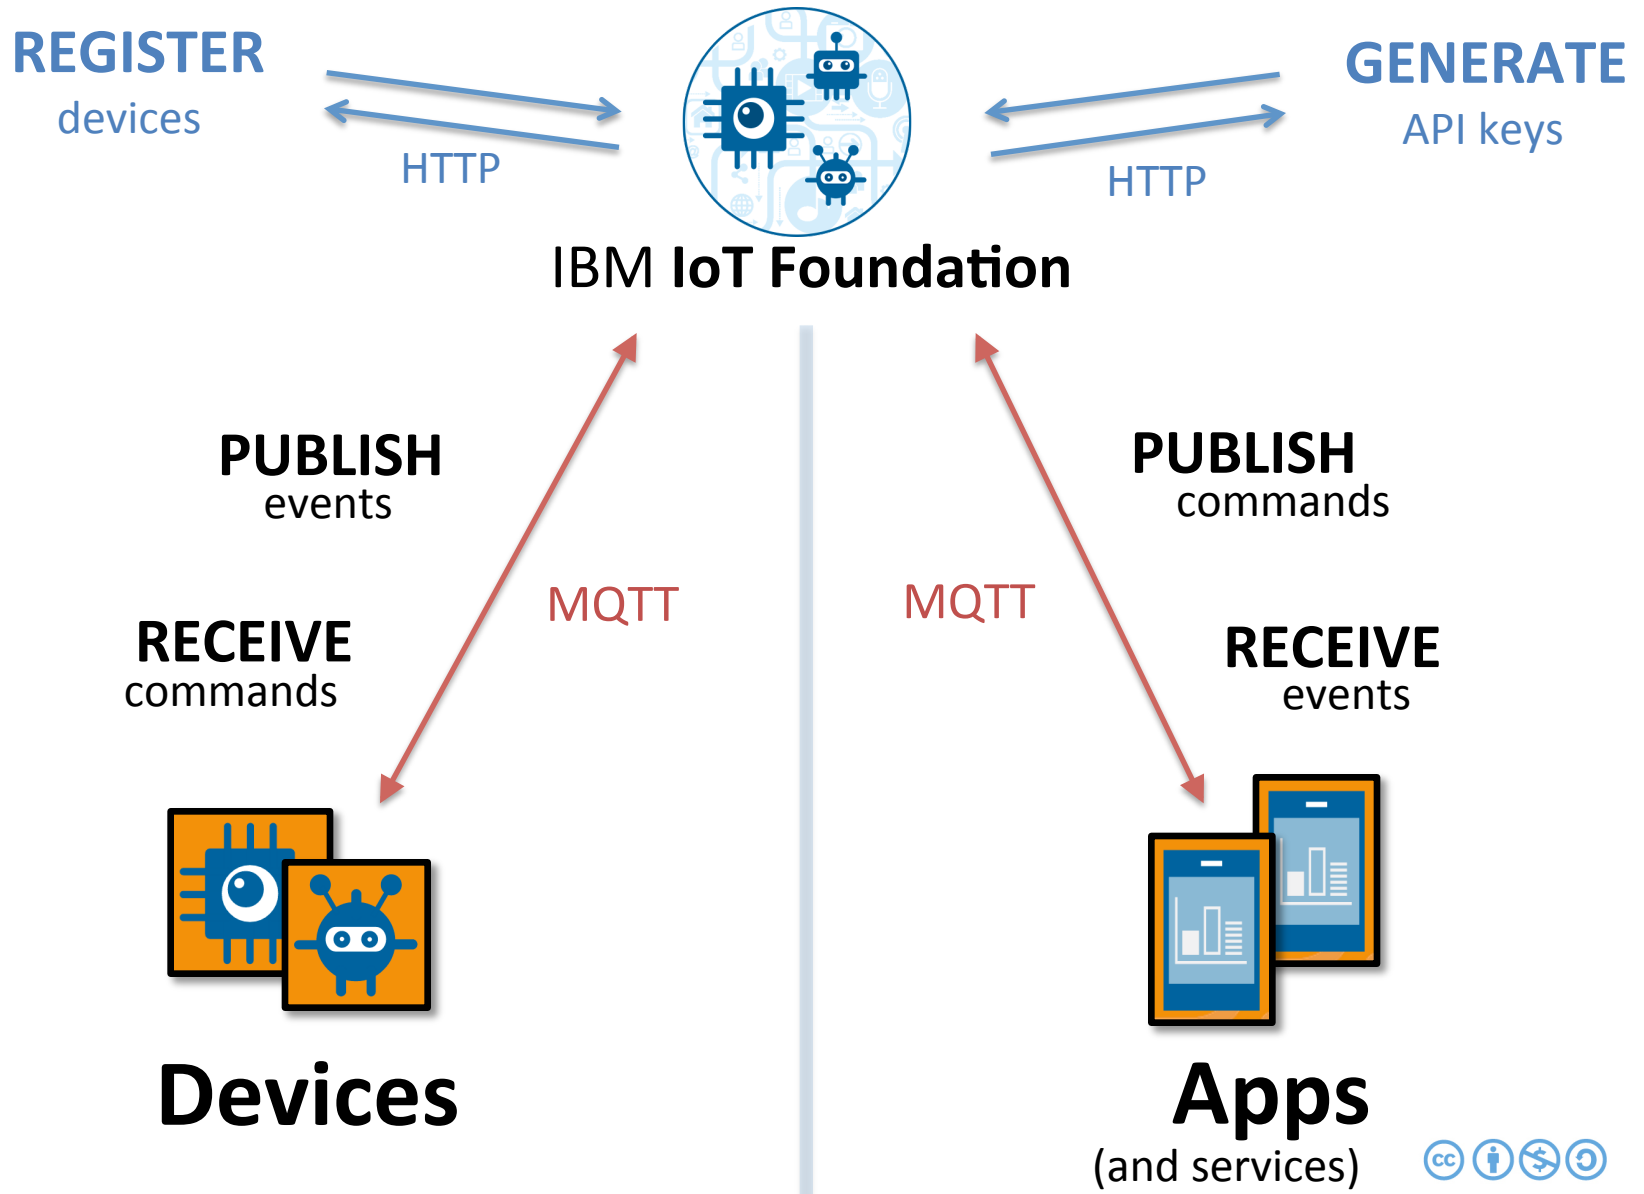 REGISTER
devices
HTTP
GENERATE
API keys
HTTP
IBM IoT Foundation
PUBLISH
events
PUBLISH
commands
MQTT
MQTT
RECEIVE
commands
RECEIVE
events
Devices
Apps
(and services)
cc